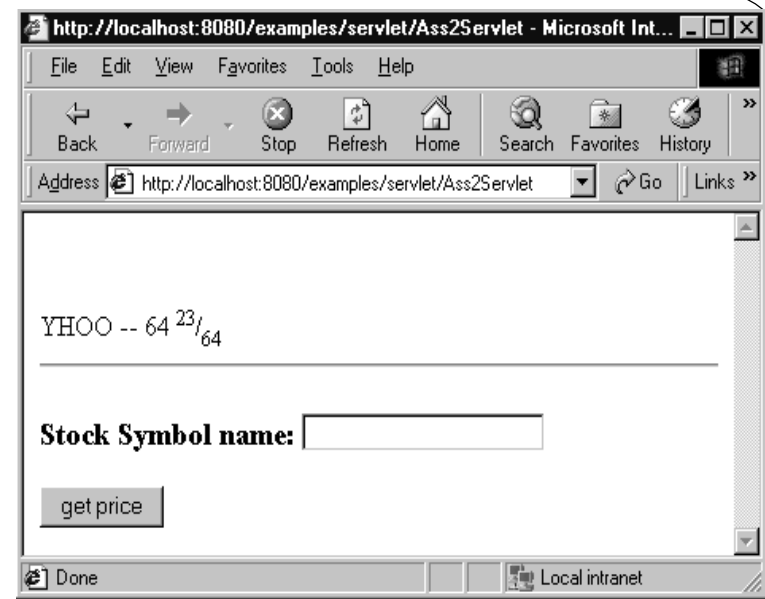 http://localhost:8080/examples/servlet/Ass2Servlet - Microsoft Int...
File Edit View Favorites Tools Help
Back Forward Stop Refresh Home Search Favorites History »
Address http://localhost:8080/examples/servlet/Ass2Servlet Go Links »
YHOO -- 64 23/64
Stock Symbol name:
get price
Done Local intranet